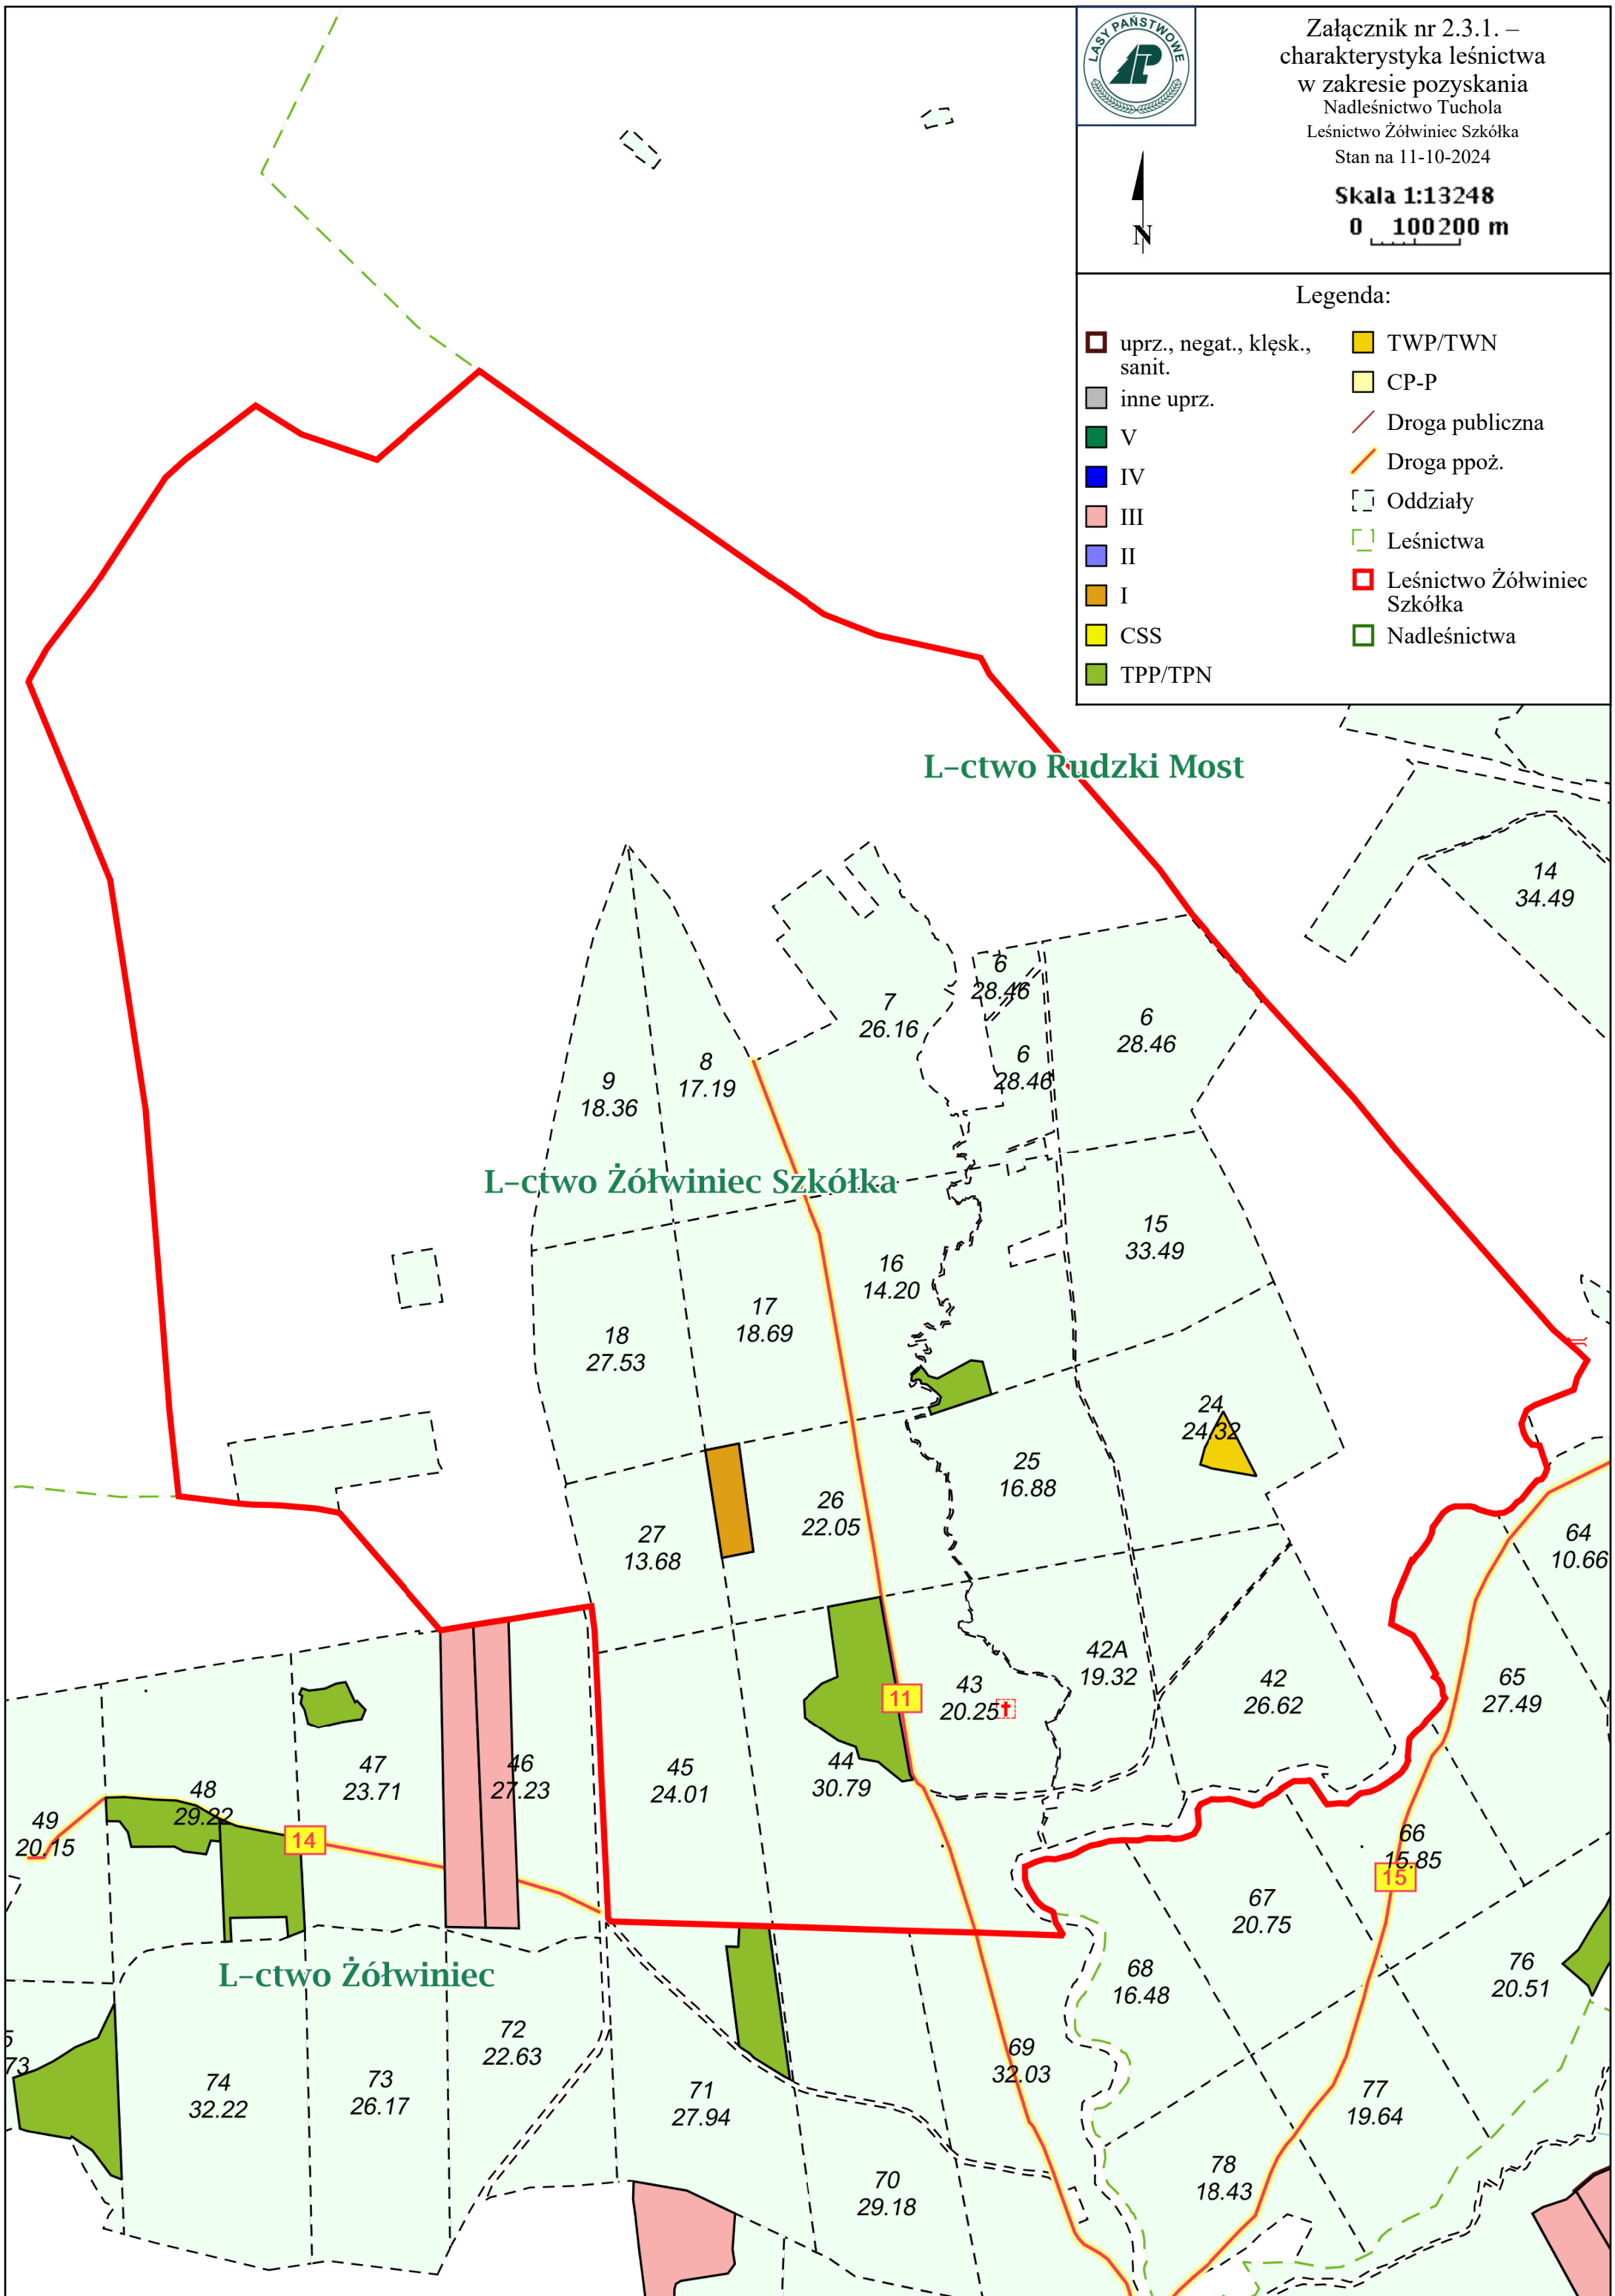 LASY PAŃSTWOWE
Załącznik nr 2.3.1. –
charakterystyka leśnictwa
w zakresie pozyskania
Nadleśnictwo Tuchola
Leśnictwo Żółwiniec Szkółka
Stan na 11-10-2024
Skala 1:13248
0 100 200 m
N
Legenda:
uprz., negat., klęsk.,
sanit.
inne uprz.
V
IV
III
II
I
CSS
TPP/TPN
TWP/TWN
CP-P
Droga publiczna
Droga ppoż.
Oddziały
Leśnictwa
Leśnictwo Żółwiniec
Szkółka
Nadleśnictwa
L-ctwo Rudzki Most
14
34.49
6
28.46
7
26.16
6
28.46
6
28.46
8
17.19
9
18.36
L-ctwo Żółwiniec Szkółka
15
33.49
16
14.20
17
18.69
18
27.53
24
24.32
25
16.88
26
22.05
27
13.68
64
10.66
42A
19.32
42
26.62
43
20.25
11
65
27.49
44
30.79
45
24.01
46
27.23
47
23.71
48
29.22
49
20.15
14
66
15.85
15
67
20.75
68
16.48
76
20.51
L-ctwo Żółwiniec
72
22.63
69
32.03
5
73
74
32.22
73
26.17
71
27.94
77
19.64
78
18.43
70
29.18